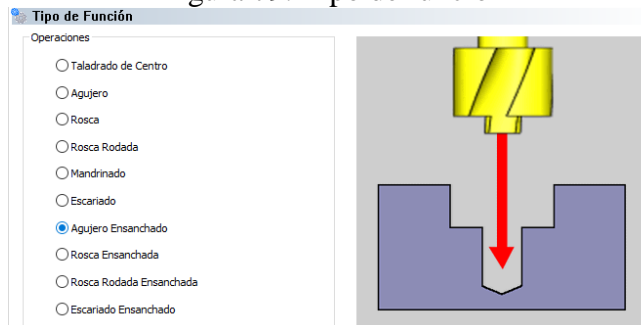 Tipo de Función
Operaciones
Taladrado de Centro
Agujero
Rosca
Rosca Rodada
Mandrinado
Escariado
Agujero Ensanchado
Rosca Ensanchada
Rosca Rodada Ensanchada
Escariado Ensanchado